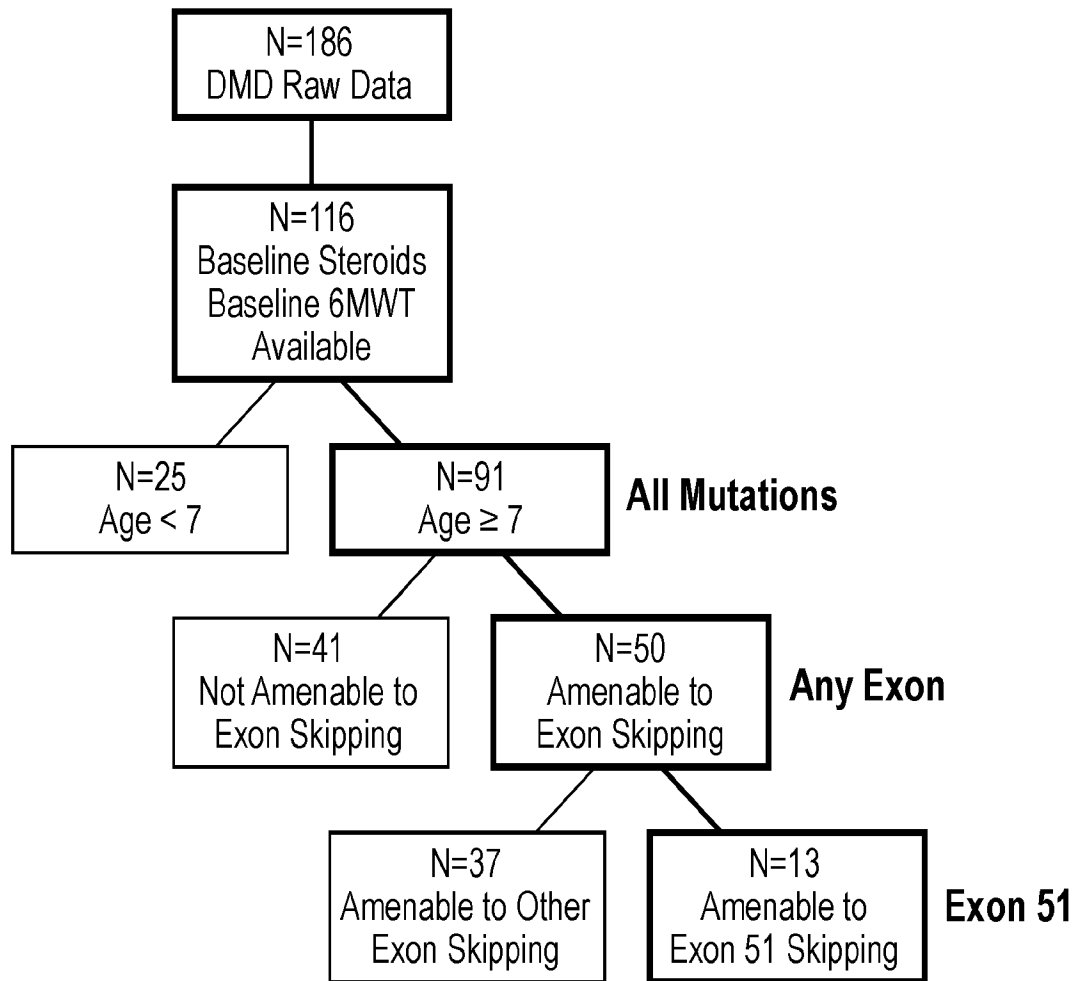 N=186
DMD Raw Data
N=116
Baseline Steroids
Baseline 6MWT
Available
N=25
Age < 7
N=91
Age ≥ 7
All Mutations
N=41
Not Amenable to
Exon Skipping
N=50
Amenable to
Exon Skipping
Any Exon
N=37
Amenable to Other
Exon Skipping
N=13
Amenable to
Exon 51 Skipping
Exon 51